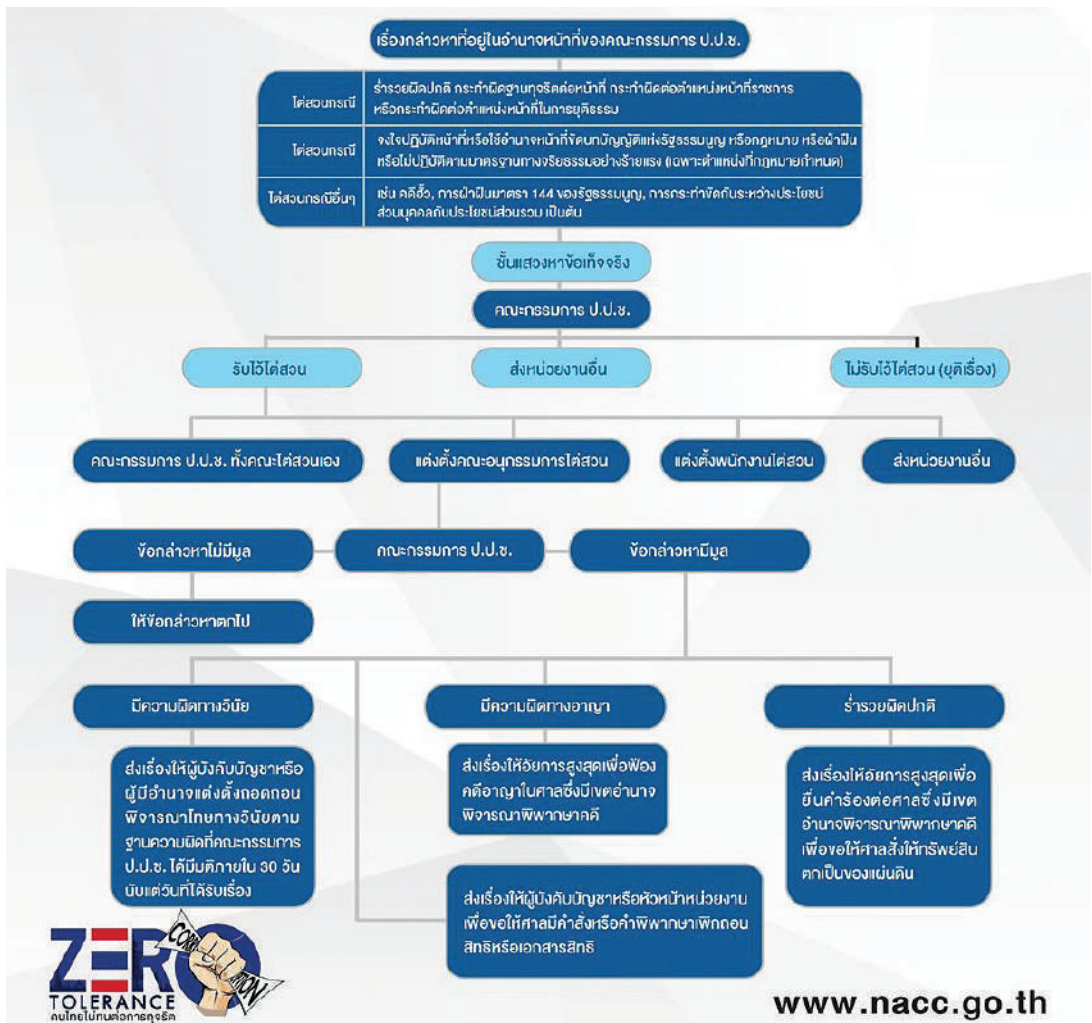 เรื่องกล่าวหาที่อยู่ในอำนาจหน้าที่ของคณะกรรมการ ป.ป.ช.
ไต่สวนกรณี
ร่ำรวยผิดปกติ กระทำผิดฐานทุจริตต่อหน้าที่ กระทำผิดต่อตำแหน่งหน้าที่ราชการ
หรือกระทำผิดต่อตำแหน่งหน้าที่ในการยุติธรรม
ไต่สวนกรณี
จงใจปฏิบัติหน้าที่หรือใช้อำนาจหน้าที่ขัดบทบัญญัติแห่งรัฐธรรมนูญ หรือกฎหมาย หรือฝ่าฝืน
หรือไม่ปฏิบัติตามมาตรฐานทางจริยธรรมอย่างร้ายแรง (เฉพาะตำแหน่งที่กฎหมายกำหนด)
ไต่สวนกรณีอื่นๆ
เช่น คดีฮั้ว, การฝ่าฝืนมาตรา 144 ของรัฐธรรมนูญ, การกระทำขัดกันระหว่างประโยชน์
ส่วนบุคคลกับประโยชน์ส่วนรวม เป็นต้น
ชั้นแสวงหาข้อเท็จจริง
คณะกรรมการ ป.ป.ช.
รับไว้ไต่สวน
ส่งหน่วยงานอื่น
ไม่รับไว้ไต่สวน (ยุติเรื่อง)
คณะกรรมการ ป.ป.ช. ทั้งคณะไต่สวนเอง
แต่งตั้งคณะอนุกรรมการไต่สวน
แต่งตั้งพนักงานไต่สวน
ส่งหน่วยงานอื่น
ข้อกล่าวหาไม่มีมูล
คณะกรรมการ ป.ป.ช.
ข้อกล่าวหามีมูล
ให้ข้อกล่าวหาตกไป
มีความผิดทางวินัย
มีความผิดทางอาญา
ร่ำรวยผิดปกติ
ส่งเรื่องให้ผู้บังคับบัญชาหรือ
ผู้มีอำนาจแต่งตั้งถอดถอน
พิจารณาโทษทางวินัยตาม
ฐานความผิดที่คณะกรรมการ
ป.ป.ช. ได้มีมติภายใน 30 วัน
นับแต่วันที่ได้รับเรื่อง
ส่งเรื่องให้อัยการสูงสุดเพื่อฟ้อง
คดีอาญาในศาลซึ่งมีเขตอำนาจ
พิจารณาพิพากษาคดี
ส่งเรื่องให้อัยการสูงสุดเพื่อ
ยื่นคำร้องต่อศาลซึ่งมีเขต
อำนาจพิจารณาพิพากษาคดี
เพื่อขอให้ศาลสั่งให้ทรัพย์สิน
ตกเป็นของแผ่นดิน
ส่งเรื่องให้ผู้บังคับบัญชาหรือหัวหน้าหน่วยงาน
เพื่อขอให้ศาลมีคำสั่งหรือคำพิพากษาเพิกถอน
สิทธิหรือเอกสารสิทธิ
ZERO
CORRUPTION
TOLERANCE
คนไทยไม่ทนต่อการทุจริต
www.nacc.go.th